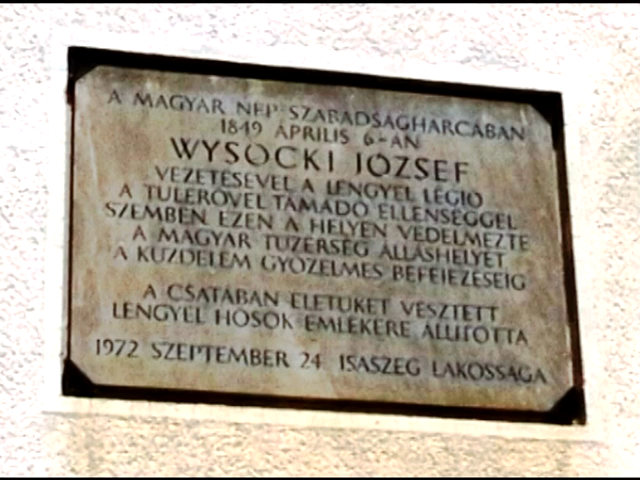 A MAGYAR NÉP SZABADSÁGHARCÁBAN
1849 ÁPRILIS 6-ÁN
WYSOCKI JÓZSEF
VEZETÉSÉVEL A LENGYEL LÉGIÓ
A TÚLERŐVEL TÁMADÓ ELLENSÉGGEL
SZEMBEN EZEN A HELYEN VÉDELMEZTE
A MAGYAR TÜZÉRSÉG ÁLLÁSHELYÉT
A KÜZDELEM GYŐZELMES BEFEJEZÉSÉIG
A CSATÁBAN ÉLETÜKET VESZTETT
LENGYEL HŐSÖK EMLÉKÉRE ÁLLÍTOTTA
1972 SZEPTEMBER 24 ISASZEG LAKOSSÁGA